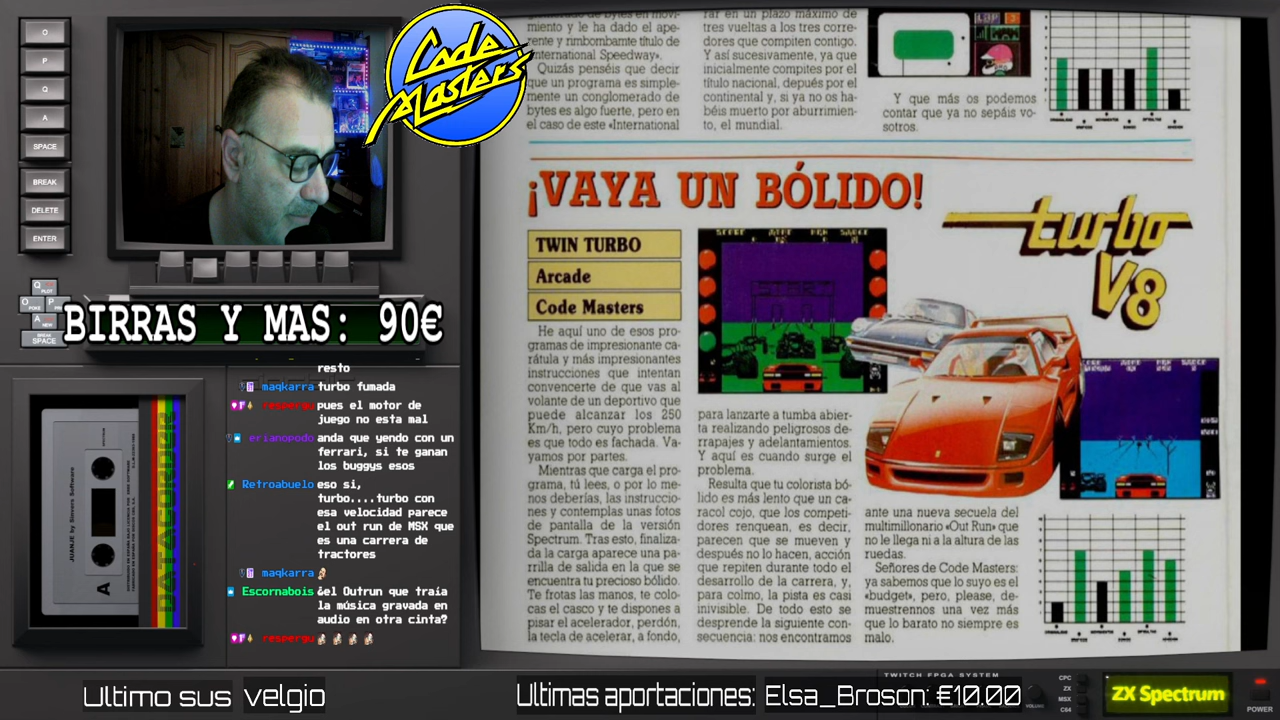 O
P
Q
A
SPACE
BREAK
DELETE
ENTER
Code
Masters
BIRRAS Y MAS: 90€
resto
maqkarra turbo fumada
respergu pues el motor de
juego no esta mal
erianopodo anda que yendo con un
ferrari, si te ganan
los buggys esos
Retroabuelo eso si,
turbo....turbo con
esa velocidad parece
el out run de MSX que
es una carrera de
tractores
maqkarra
Escornabois ¿el Outrun que traía
la música gravada en
audio en otra cinta?
respergu
JUANJE by Sinvers Software
A
DATACORDER
miento y le ha dado el ape-
rente y rimbombante título de
«International Speedway».
Quizás penséis que decir
que un programa es simple-
mente un conglomerado de
bytes es algo fuerte, pero en
el caso de este «International
rar en un plazo máximo de
tres vueltas a los tres corre-
dores que compiten contigo.
Y así sucesivamente, ya que
inicialmente compites por el
título nacional, depués por el
continental y, si ya no os ha-
béis muerto por aburrimien-
to, el mundial.
Y que más os podemos
contar que ya no sepáis vo-
sotros.
¡VAYA UN BÓLIDO!
TWIN TURBO
Arcade
Code Masters
turbo
V8
He aquí uno de esos pro-
gramas de impresionante ca-
rátula y más impresionantes
instrucciones que intentan
convencerte de que vas al
volante de un deportivo que
puede alcanzar los 250
Km/h, pero cuyo problema
es que todo es fachada. Va-
yamos por partes.
Mientras que carga el pro-
grama, tú lees, o por lo me-
nos deberías, las instruccio-
nes y contemplas unas fotos
de pantalla de la versión
Spectrum. Tras esto, finaliza-
da la carga aparece una pa-
rrilla de salida en la que se
encuentra tu precioso bólido.
Te frotas las manos, te colo-
cas el casco y te dispones a
pisar el acelerador, perdón,
la tecla de acelerar, a fondo,
para lanzarte a tumba abier-
ta realizando peligrosos de-
rrapajes y adelantamientos.
Y aquí es cuando surge el
problema.
Resulta que tu colorista bó-
lido es más lento que un ca-
racol cojo, que los competi-
dores renquean, es decir,
parecen que se mueven y
después no lo hacen, acción
que repiten durante todo el
desarrollo de la carrera, y,
para colmo, la pista es casi
invisible. De todo esto se
desprende la siguiente con-
secuencia: nos encontramos
ante una nueva secuela del
multimillonario «Out Run» que
no le llega ni a la altura de las
ruedas.
Señores de Code Masters:
ya sabemos que lo suyo es el
«budget», pero, please, de-
muestrennos una vez más
que lo barato no siempre es
malo.
Ultimo sus velgio
Ultimas aportaciones: Elsa_Broson: €10.00
TWITCH FPGA SYSTEM
CPC
ZX
MSX
C64
ZX Spectrum
POWER